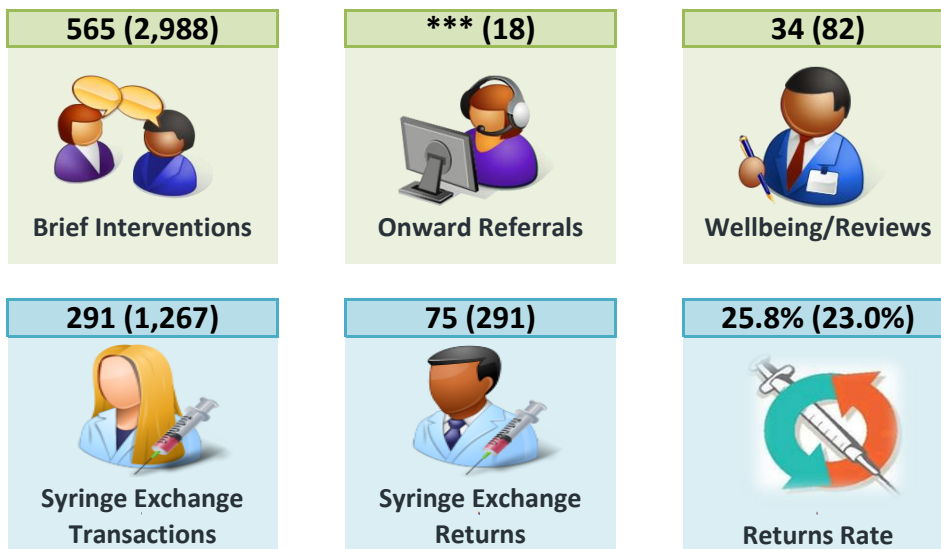 565 (2,988)
*** (18)
34 (82)
Brief Interventions
Onward Referrals
Wellbeing/Reviews
291 (1,267)
75 (291)
25.8% (23.0%)
Syringe Exchange
Transactions
Syringe Exchange
Returns
Returns Rate